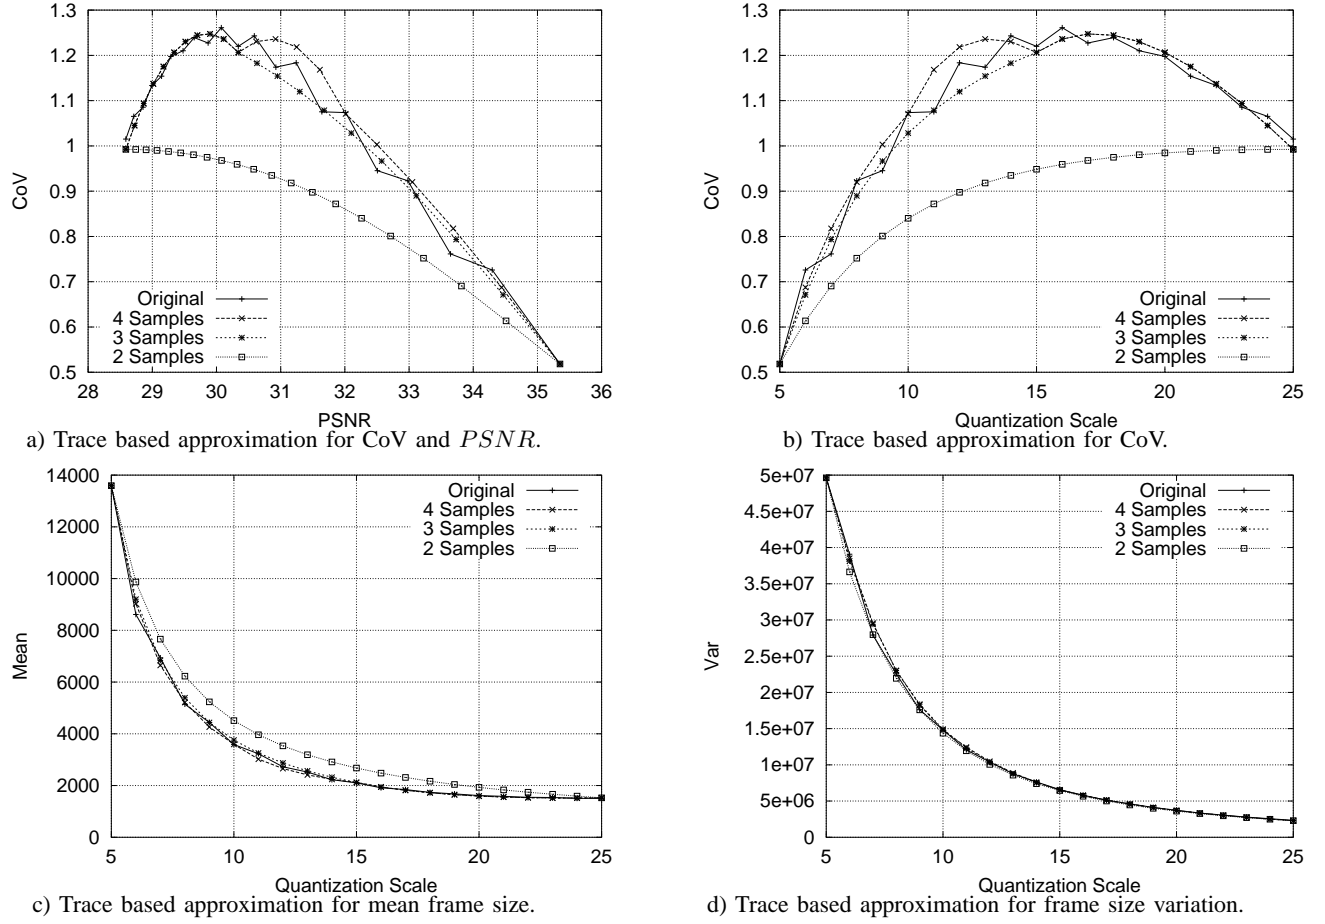 1.3
1.2
1.1
1
0.9
0.8
0.7
0.6
0.5
CoV
Original
4 Samples
3 Samples
2 Samples
28 29 30 31 32 33 34 35 36
PSNR
a) Trace based approximation for CoV and PSNR.
1.3
1.2
1.1
1
0.9
0.8
0.7
0.6
0.5
CoV
Original
4 Samples
3 Samples
2 Samples
5 10 15 20 25
Quantization Scale
b) Trace based approximation for CoV.
14000
12000
10000
8000
6000
4000
2000
0
Mean
Original
4 Samples
3 Samples
2 Samples
5 10 15 20 25
Quantization Scale
c) Trace based approximation for mean frame size.
5e+07
4.5e+07
4e+07
3.5e+07
3e+07
2.5e+07
2e+07
1.5e+07
1e+07
5e+06
0
Var
Original
4 Samples
3 Samples
2 Samples
5 10 15 20 25
Quantization Scale
d) Trace based approximation for frame size variation.